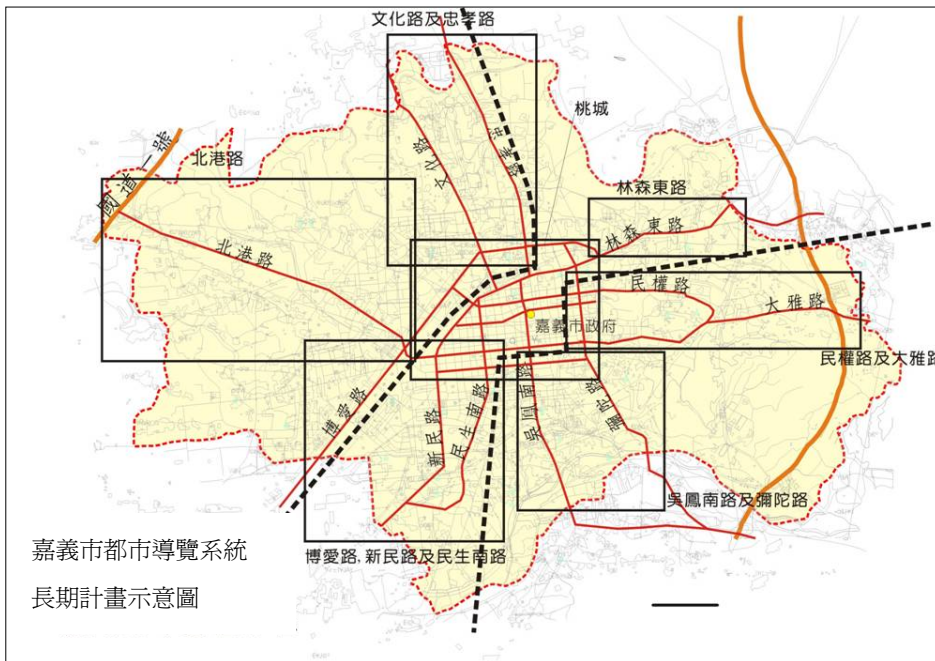 文化路及忠孝路
桃城
國道一號
北港路
文化路
忠孝路
林森東路
林森東路
北港路
民權路
大雅路
嘉義市政府
民權路及大雅路
博愛路
新民路
民生南路
吳鳳南路
彌陀路
吳鳳南路及彌陀路
博愛路,新民路及民生南路
嘉義市都市導覽系統
長期計畫示意圖